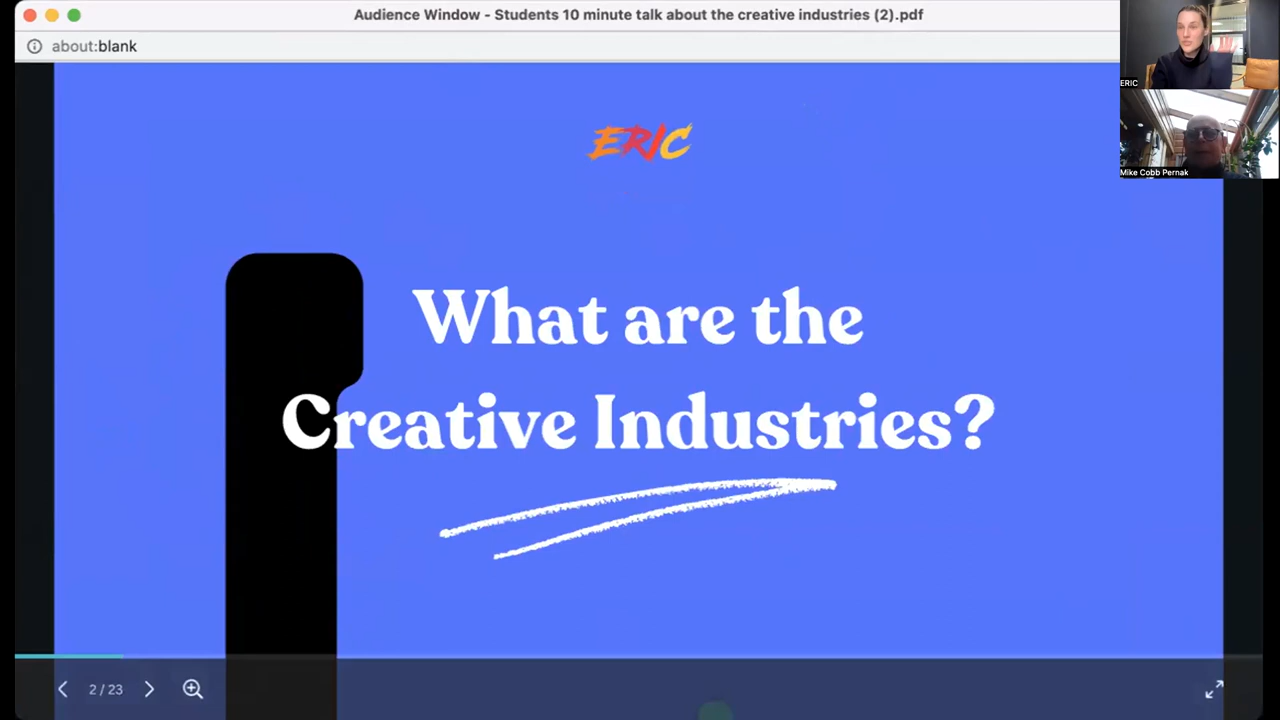 Audience Window - Students 10 minute talk about the creative industries (2).pdf
about:blank
ERIC
Mike Cobb Pernak
ERIC
What are the
Creative Industries?
2 / 23